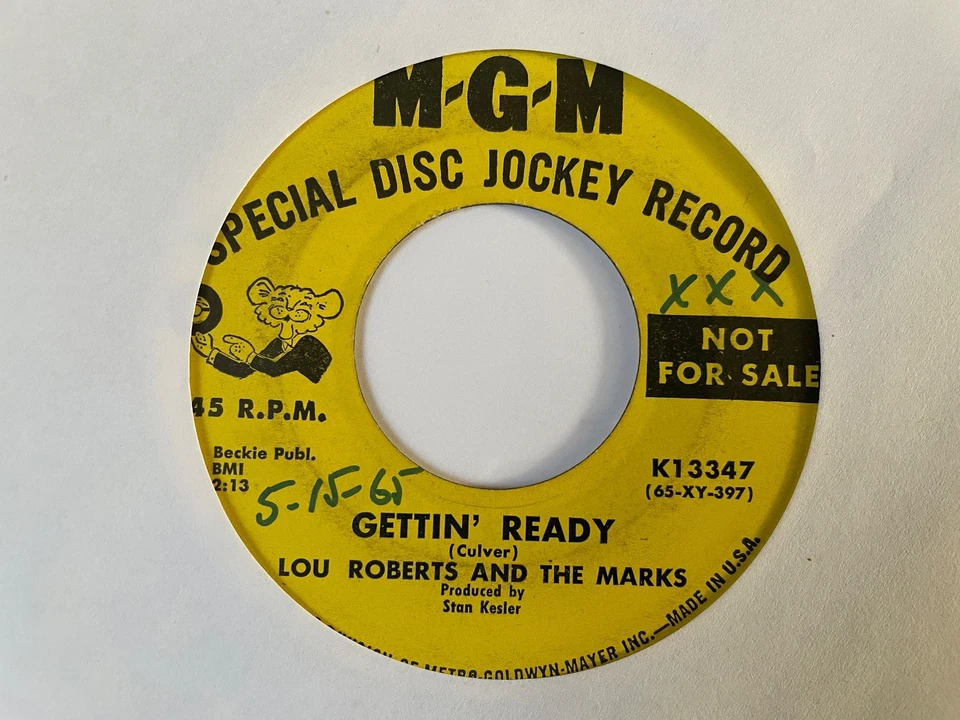 M-G-M
SPECIAL DISC JOCKEY RECORD
XXX
NOT
FOR SALE
45 R.P.M.
Beckie Publ.
BMI
2:13
5-15-65
K13347
(65-XY-397)
GETTIN' READY
(Culver)
LOU ROBERTS AND THE MARKS
Produced by
Stan Kesler
OF METRO-GOLDWYN-MAYER INC.—MADE IN U.S.A.